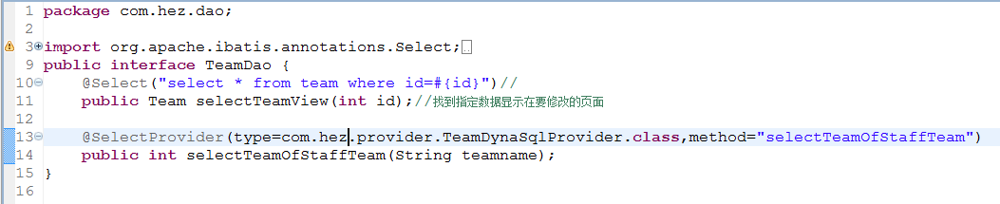 1 package com.hez.dao;
2
3 import org.apache.ibatis.annotations.Select;
9 public interface TeamDao {
10 @Select("select * from team where id=#{id}")//
11 public Team selectTeamView(int id);//找到指定数据显示在要修改的页面
12
13 @SelectProvider(type=com.hez.provider.TeamDynaSqlProvider.class,method="selectTeamOfStaffTeam")
14 public int selectTeamOfStaffTeam(String teamname);
15 }
16